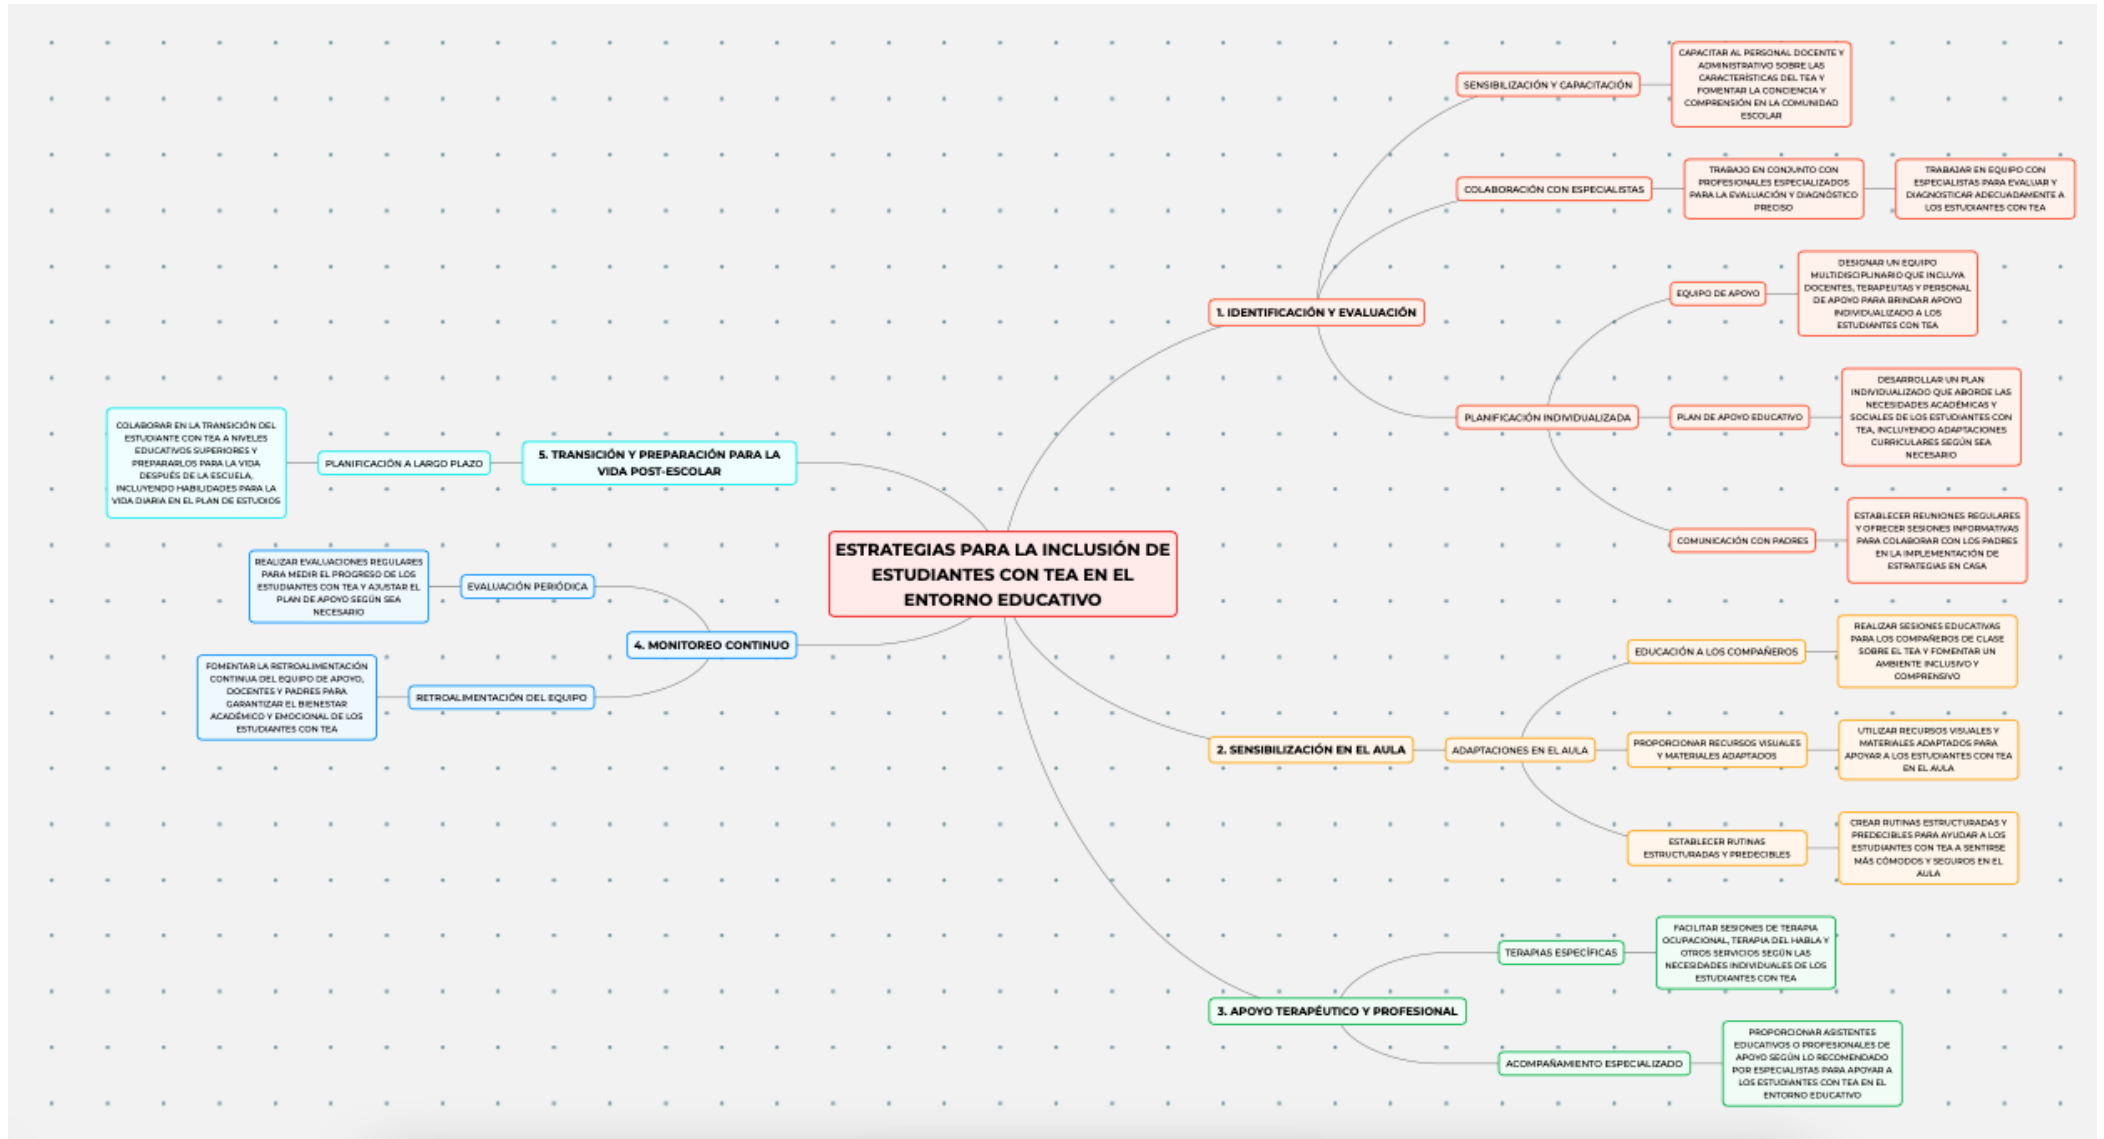 ESTRATEGIAS PARA LA INCLUSIÓN DE
ESTUDIANTES CON TEA EN EL
ENTORNO EDUCATIVO
1. IDENTIFICACIÓN Y EVALUACIÓN
SENSIBILIZACIÓN Y CAPACITACIÓN
CAPACITAR AL PERSONAL DOCENTE Y
ADMINISTRATIVO SOBRE LAS
CARACTERÍSTICAS DEL TEA Y
FOMENTAR LA CONCIENCIA Y
COMPRENSIÓN EN LA COMUNIDAD
ESCOLAR
COLABORACIÓN CON ESPECIALISTAS
TRABAJO EN CONJUNTO CON
PROFESIONALES ESPECIALIZADOS
PARA LA EVALUACIÓN Y DIAGNÓSTICO
PRECISO
TRABAJAR EN EQUIPO CON
ESPECIALISTAS PARA EVALUAR Y
DIAGNOSTICAR ADECUADAMENTE A
LOS ESTUDIANTES CON TEA
PLANIFICACIÓN INDIVIDUALIZADA
EQUIPO DE APOYO
DESIGNAR UN EQUIPO
MULTIDISCIPLINARIO QUE INCLUYA
DOCENTES, TERAPEUTAS Y PERSONAL
DE APOYO PARA BRINDAR APOYO
INDIVIDUALIZADO A LOS
ESTUDIANTES CON TEA
PLAN DE APOYO EDUCATIVO
DESARROLLAR UN PLAN
INDIVIDUALIZADO QUE ABORDE LAS
NECESIDADES ACADÉMICAS Y
SOCIALES DE LOS ESTUDIANTES CON
TEA, INCLUYENDO ADAPTACIONES
CURRICULARES SEGÚN SEA
NECESARIO
COMUNICACIÓN CON PADRES
ESTABLECER REUNIONES REGULARES
Y OFRECER SESIONES INFORMATIVAS
PARA COLABORAR CON LOS PADRES
EN LA IMPLEMENTACIÓN DE
ESTRATEGIAS EN CASA
2. SENSIBILIZACIÓN EN EL AULA
ADAPTACIONES EN EL AULA
EDUCACIÓN A LOS COMPAÑEROS
REALIZAR SESIONES EDUCATIVAS
PARA LOS COMPAÑEROS DE CLASE
SOBRE EL TEA Y FOMENTAR UN
AMBIENTE INCLUSIVO Y
COMPRENSIVO
PROPORCIONAR RECURSOS VISUALES
Y MATERIALES ADAPTADOS
UTILIZAR RECURSOS VISUALES Y
MATERIALES ADAPTADOS PARA
APOYAR A LOS ESTUDIANTES CON TEA
EN EL AULA
ESTABLECER RUTINAS
ESTRUCTURADAS Y PREDECIBLES
CREAR RUTINAS ESTRUCTURADAS Y
PREDECIBLES PARA AYUDAR A LOS
ESTUDIANTES CON TEA A SENTIRSE
MÁS CÓMODOS Y SEGUROS EN EL
AULA
3. APOYO TERAPÉUTICO Y PROFESIONAL
TERAPIAS ESPECÍFICAS
FACILITAR SESIONES DE TERAPIA
OCUPACIONAL, TERAPIA DEL HABLA Y
OTROS SERVICIOS SEGÚN LAS
NECESIDADES INDIVIDUALES DE LOS
ESTUDIANTES CON TEA
ACOMPAÑAMIENTO ESPECIALIZADO
PROPORCIONAR ASISTENTES
EDUCATIVOS O PROFESIONALES DE
APOYO SEGÚN LO RECOMENDADO
POR ESPECIALISTAS PARA APOYAR A
LOS ESTUDIANTES CON TEA EN EL
ENTORNO EDUCATIVO
4. MONITOREO CONTINUO
EVALUACIÓN PERIÓDICA
REALIZAR EVALUACIONES REGULARES
PARA MEDIR EL PROGRESO DE LOS
ESTUDIANTES CON TEA Y AJUSTAR EL
PLAN DE APOYO SEGÚN SEA
NECESARIO
RETROALIMENTACIÓN DEL EQUIPO
FOMENTAR LA RETROALIMENTACIÓN
CONTINUA DEL EQUIPO DE APOYO,
DOCENTES Y PADRES PARA
GARANTIZAR EL BIENESTAR
ACADÉMICO Y EMOCIONAL DE LOS
ESTUDIANTES CON TEA
5. TRANSICIÓN Y PREPARACIÓN PARA LA
VIDA POST-ESCOLAR
PLANIFICACIÓN A LARGO PLAZO
COLABORAR EN LA TRANSICIÓN DEL
ESTUDIANTE CON TEA A NIVELES
EDUCATIVOS SUPERIORES Y
PREPARARLOS PARA LA VIDA
DESPUÉS DE LA ESCUELA,
INCLUYENDO HABILIDADES PARA LA
VIDA DIARIA EN EL PLAN DE ESTUDIOS